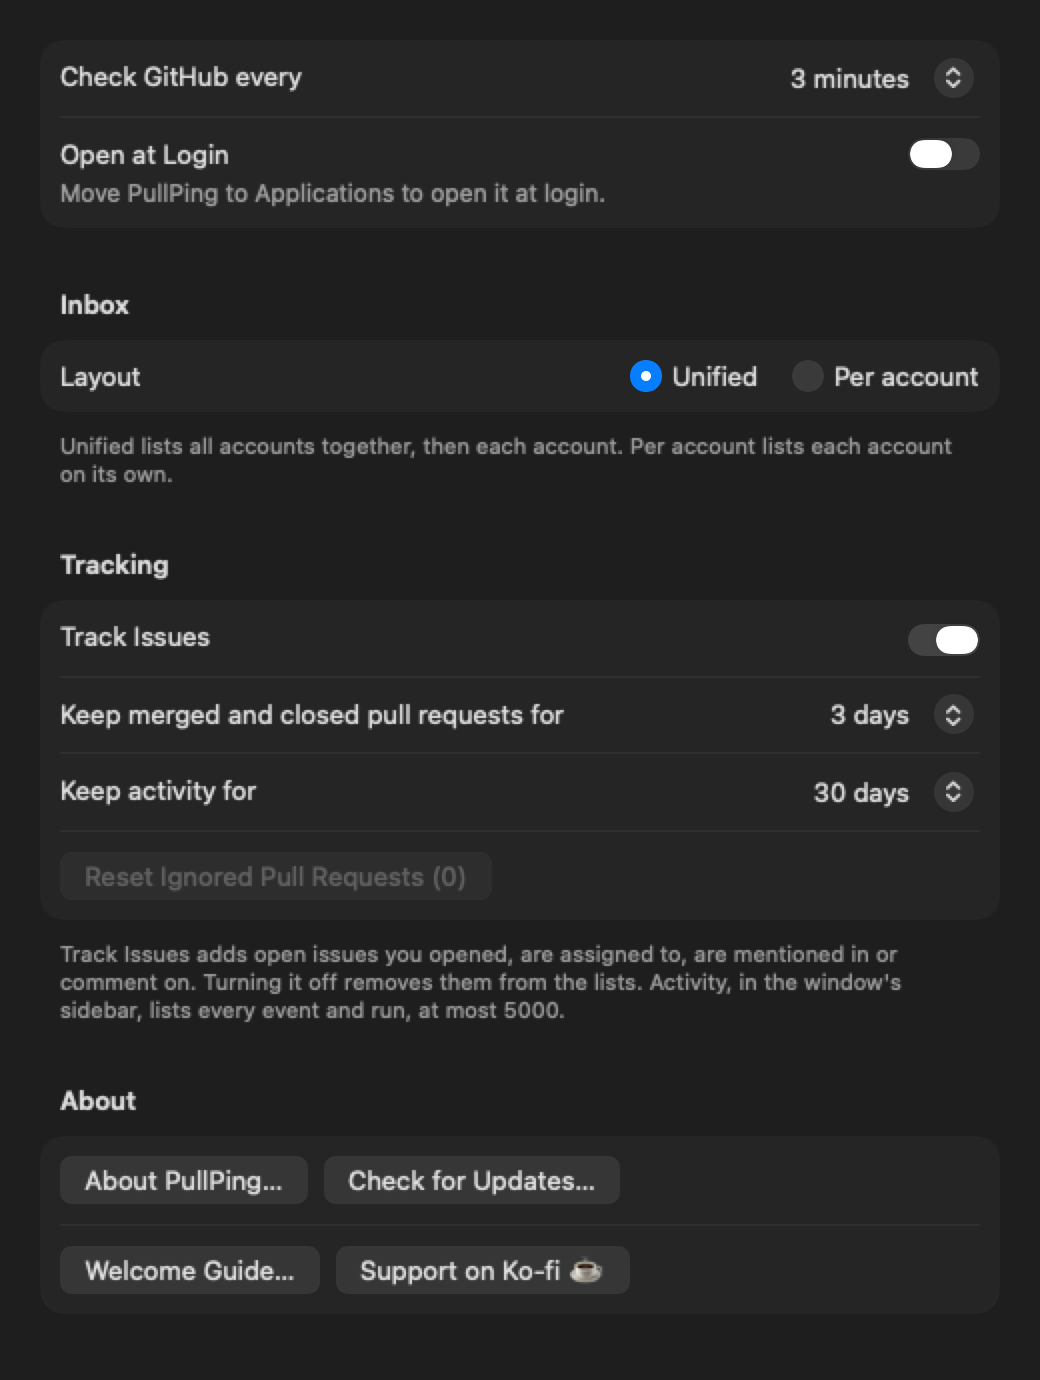 Check GitHub every
3 minutes
Open at Login
Move PullPing to Applications to open it at login.
Inbox
Layout
Unified
Per account
Unified lists all accounts together, then each account. Per account lists each account
on its own.
Tracking
Track Issues
Keep merged and closed pull requests for
3 days
Keep activity for
30 days
Reset Ignored Pull Requests (0)
Track Issues adds open issues you opened, are assigned to, are mentioned in or
comment on. Turning it off removes them from the lists. Activity, in the window's
sidebar, lists every event and run, at most 5000.
About
About PullPing...
Check for Updates...
Welcome Guide...
Support on Ko-fi ☕